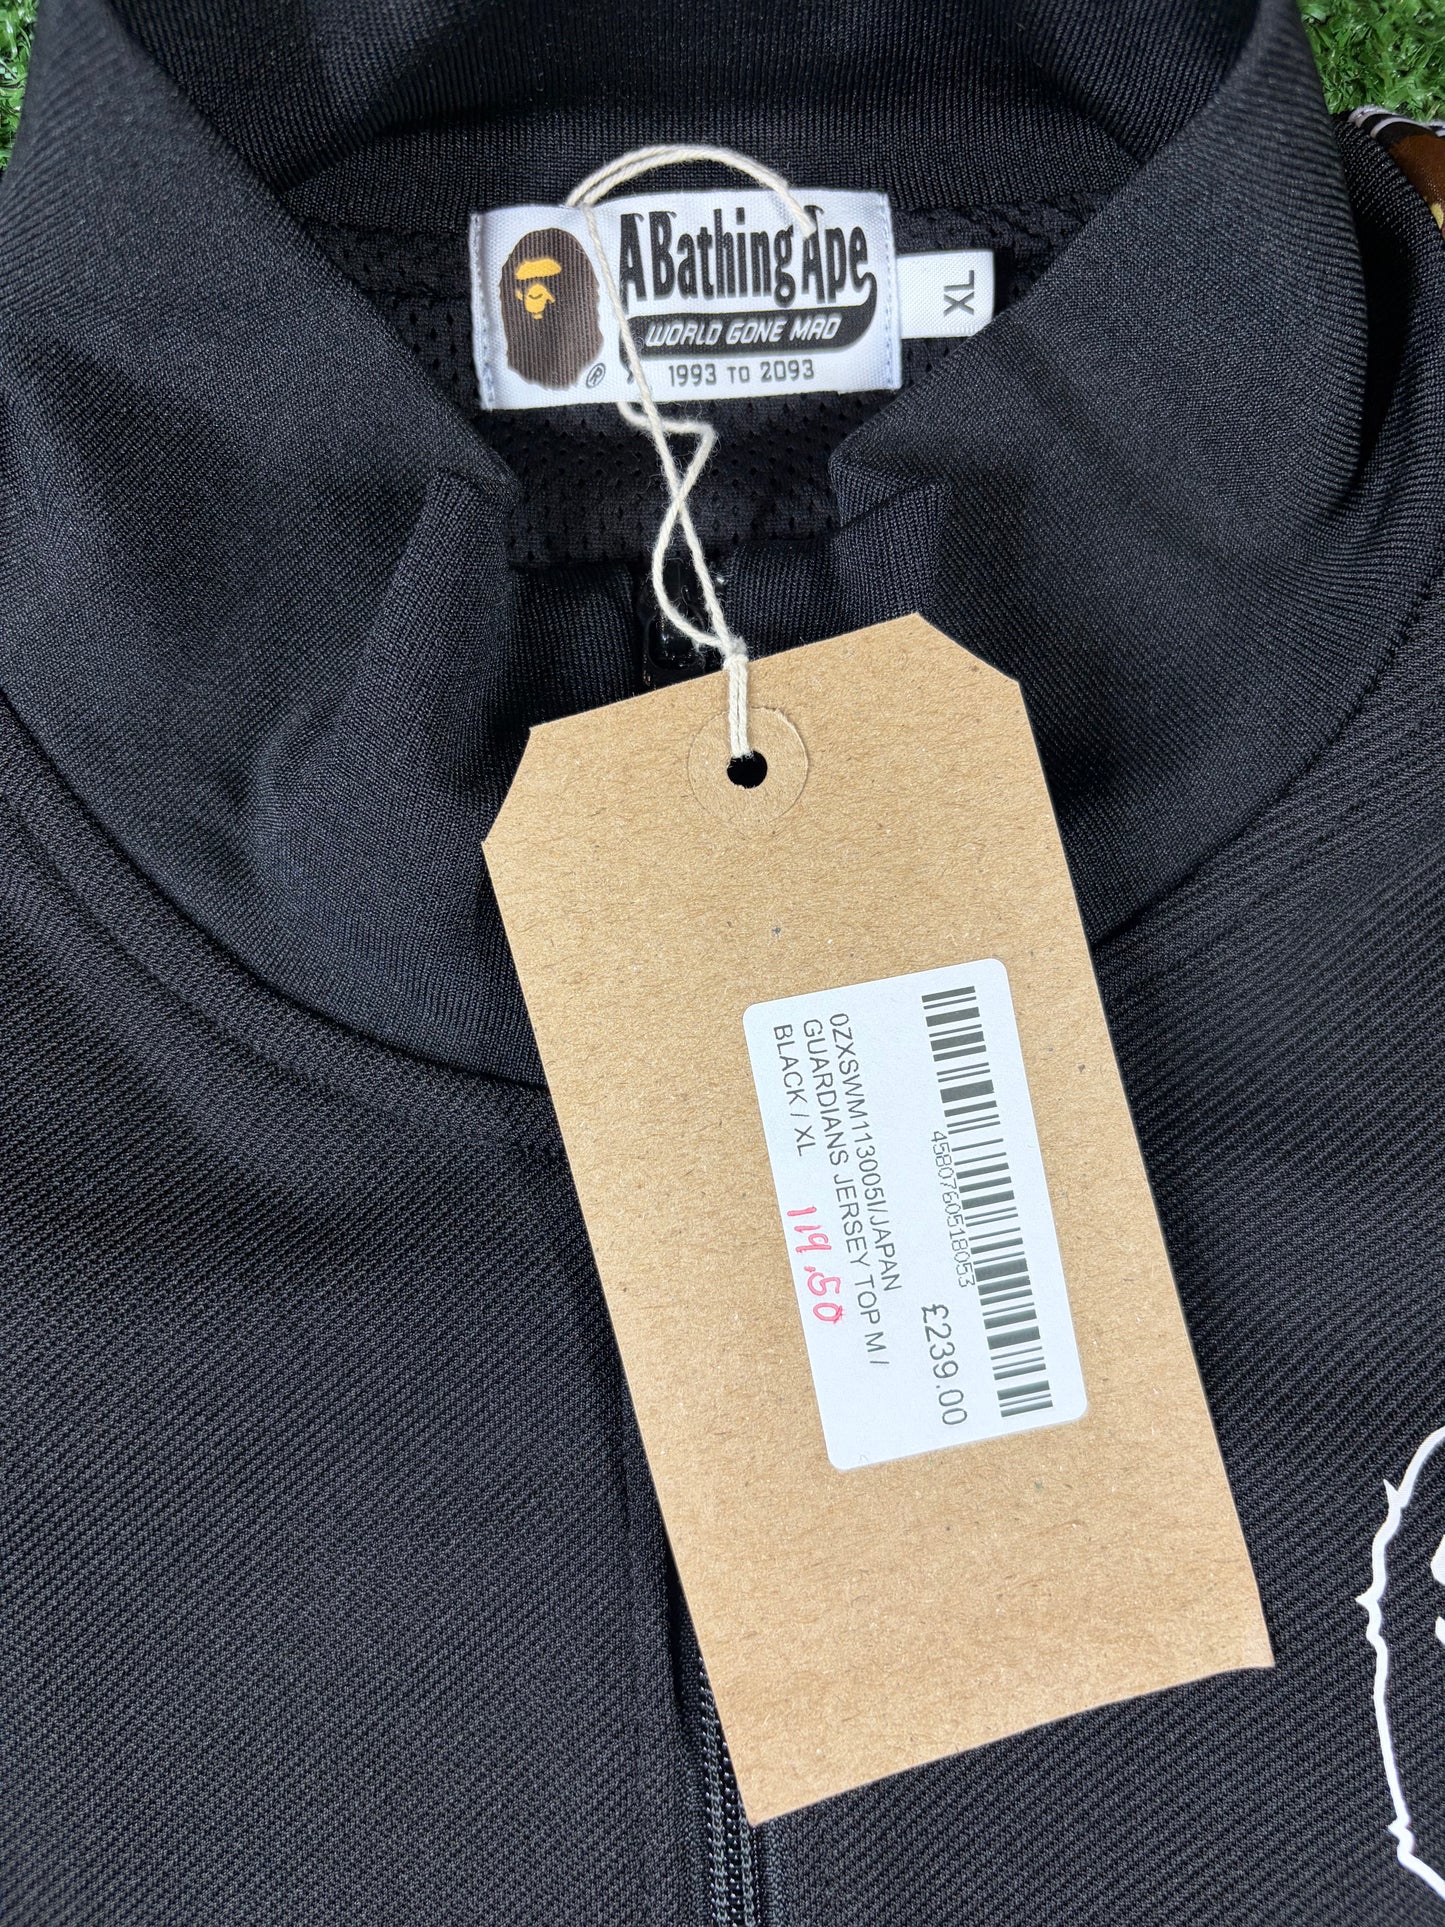 A Bathing Ape
WORLD GONE MAD
®
1993 TO 2093
XL
4580760518053
0ZXSWM113005I/JAPAN
GUARDIANS JERSEY TOP M /
BLACK / XL
£239.00
119.50